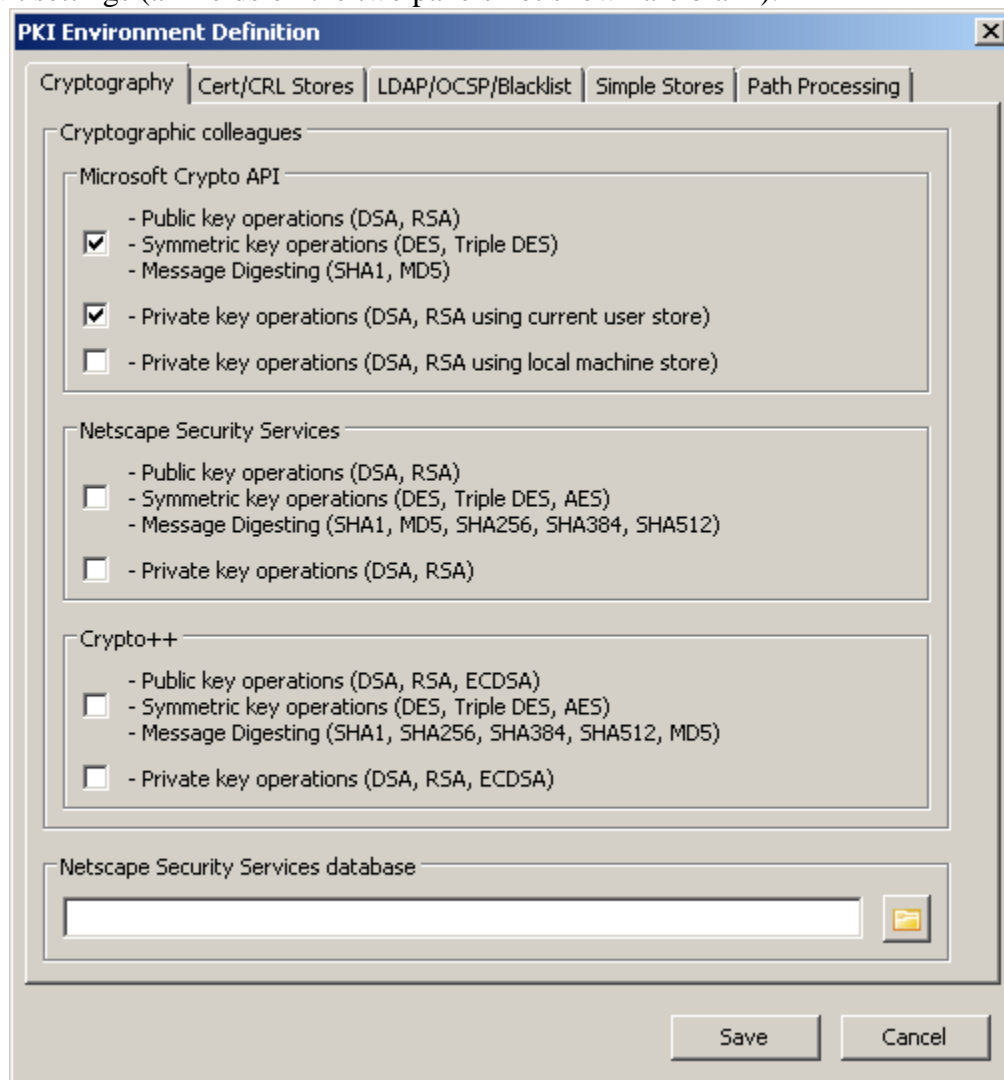 PKI Environment Definition
Cryptography Cert/CRL Stores LDAP/OCSP/Blacklist Simple Stores Path Processing
Cryptographic colleagues
Microsoft Crypto API
- Public key operations (DSA, RSA)
- Symmetric key operations (DES, Triple DES)
- Message Digesting (SHA1, MD5)
- Private key operations (DSA, RSA using current user store)
- Private key operations (DSA, RSA using local machine store)
Netscape Security Services
- Public key operations (DSA, RSA)
- Symmetric key operations (DES, Triple DES, AES)
- Message Digesting (SHA1, MD5, SHA256, SHA384, SHA512)
- Private key operations (DSA, RSA)
Crypto++
- Public key operations (DSA, RSA, ECDSA)
- Symmetric key operations (DES, Triple DES, AES)
- Message Digesting (SHA1, SHA256, SHA384, SHA512, MD5)
- Private key operations (DSA, RSA, ECDSA)
Netscape Security Services database
Save Cancel